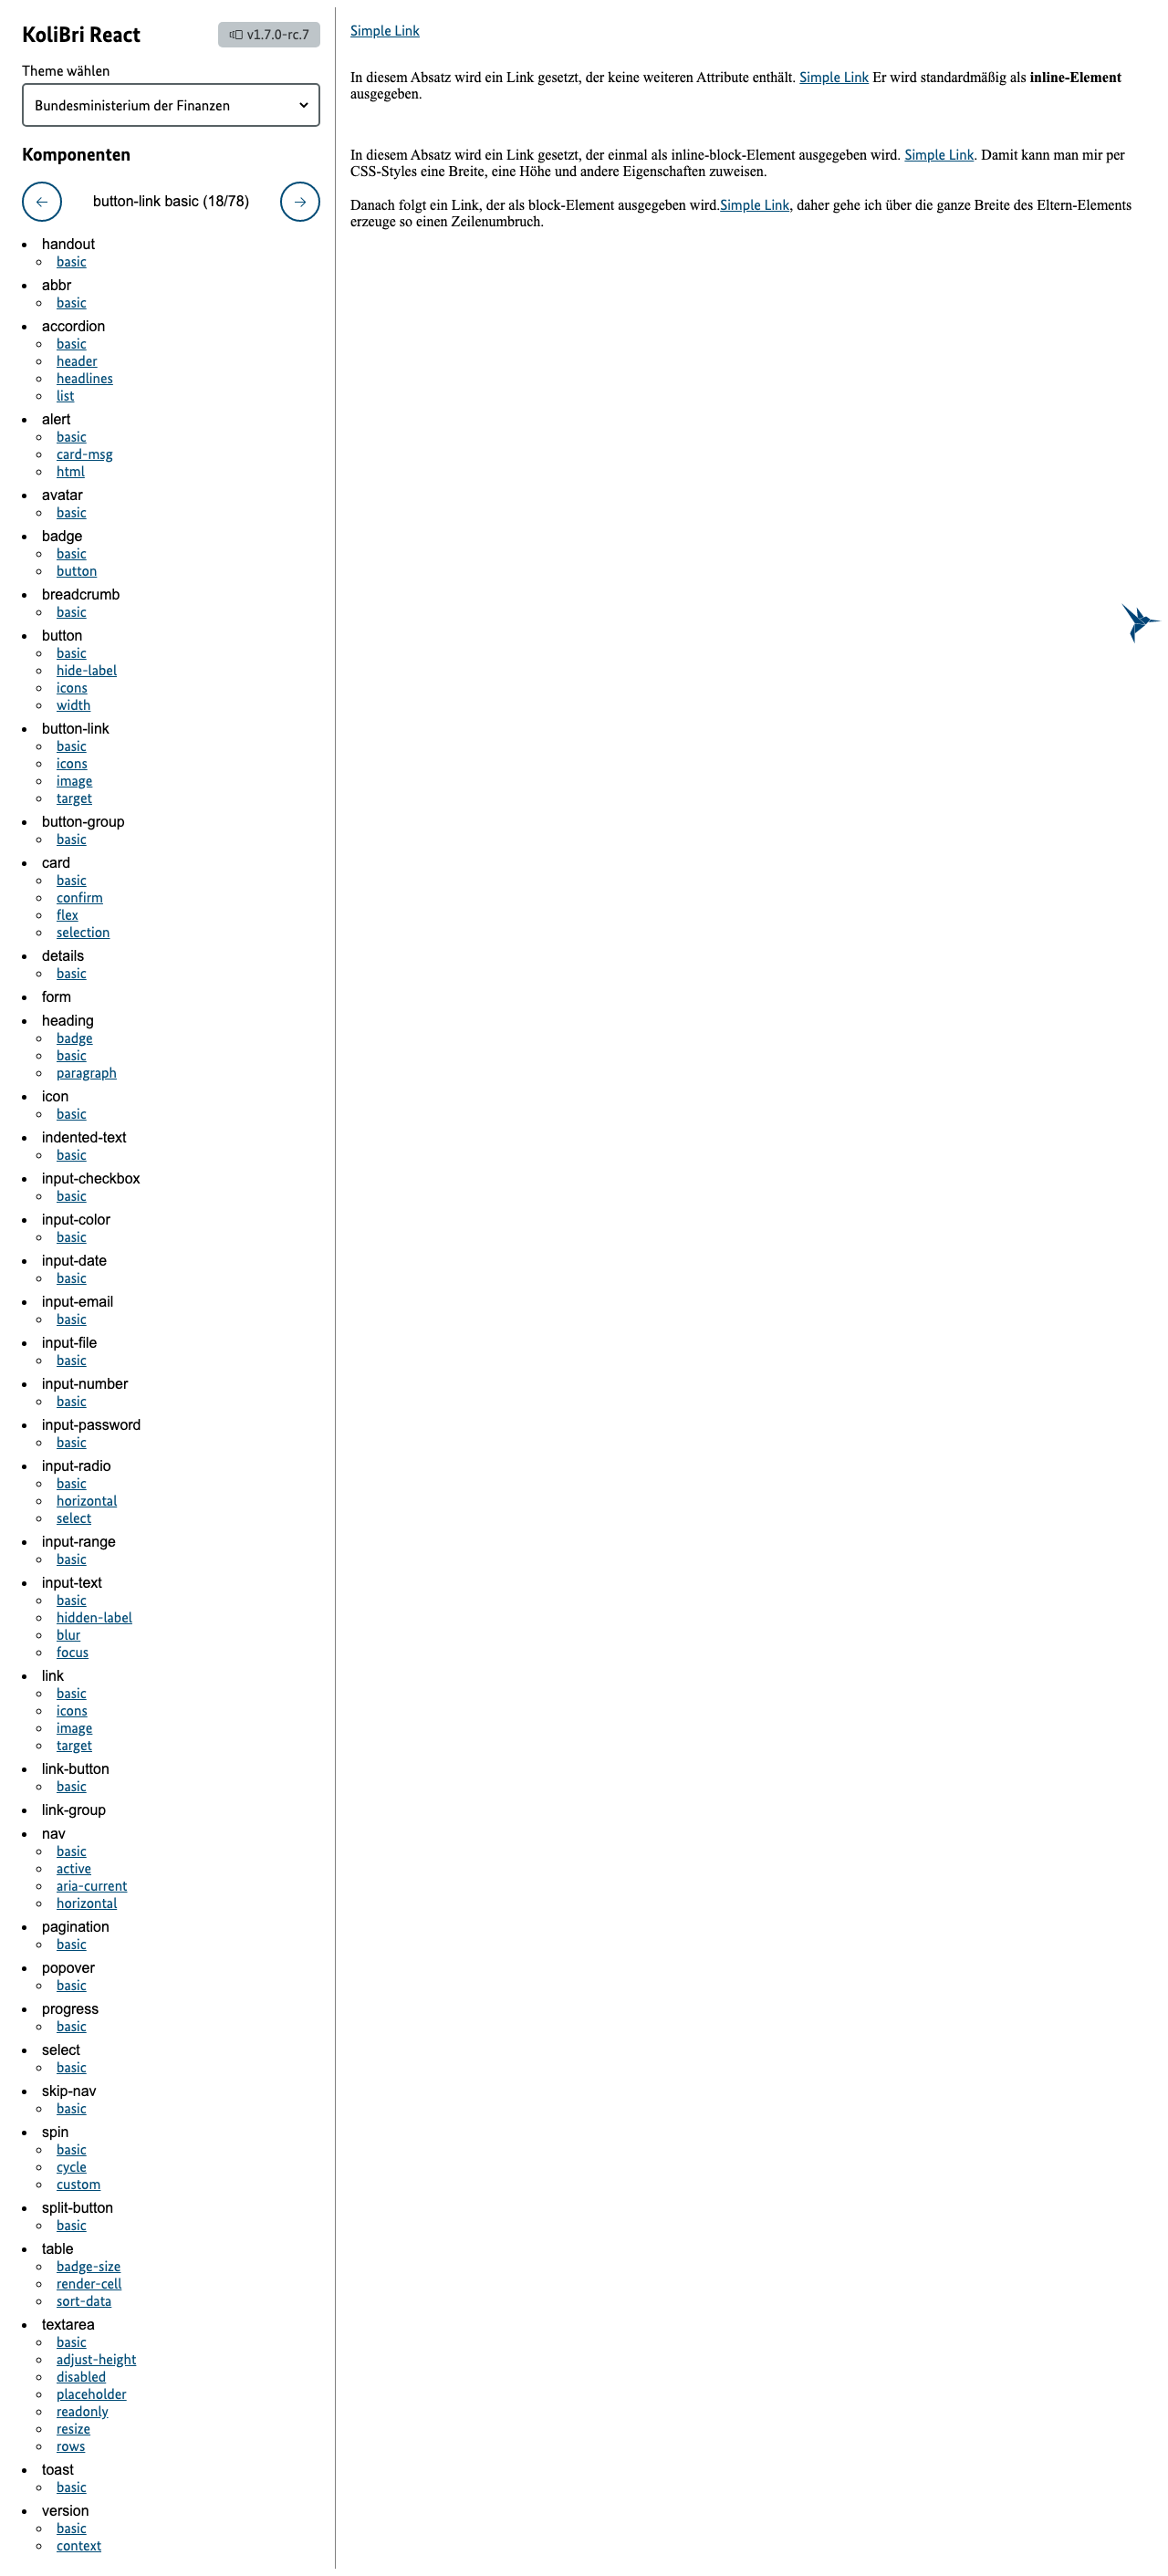 KoliBri React
v1.7.0-rc.7
Theme wählen
Bundesministerium der Finanzen
Komponenten
button-link basic (18/78)
handout
basic
abbr
basic
accordion
basic
header
headlines
list
alert
basic
card-msg
html
avatar
basic
badge
basic
button
breadcrumb
basic
button
basic
hide-label
icons
width
button-link
basic
icons
image
target
button-group
basic
card
basic
confirm
flex
selection
details
basic
form
heading
badge
basic
paragraph
icon
basic
indented-text
basic
input-checkbox
basic
input-color
basic
input-date
basic
input-email
basic
input-file
basic
input-number
basic
input-password
basic
input-radio
basic
horizontal
select
input-range
basic
input-text
basic
hidden-label
blur
focus
link
basic
icons
image
target
link-button
basic
link-group
nav
basic
active
aria-current
horizontal
pagination
basic
popover
basic
progress
basic
select
basic
skip-nav
basic
spin
basic
cycle
custom
split-button
basic
table
badge-size
render-cell
sort-data
textarea
basic
adjust-height
disabled
placeholder
readonly
resize
rows
toast
basic
version
basic
context
Simple Link
In diesem Absatz wird ein Link gesetzt, der keine weiteren Attribute enthält. Simple Link Er wird standardmäßig als inline-Element
ausgegeben.
In diesem Absatz wird ein Link gesetzt, der einmal als inline-block-Element ausgegeben wird. Simple Link. Damit kann man mir per
CSS-Styles eine Breite, eine Höhe und andere Eigenschaften zuweisen.
Danach folgt ein Link, der als block-Element ausgegeben wird.Simple Link, daher gehe ich über die ganze Breite des Eltern-Elements
erzeuge so einen Zeilenumbruch.